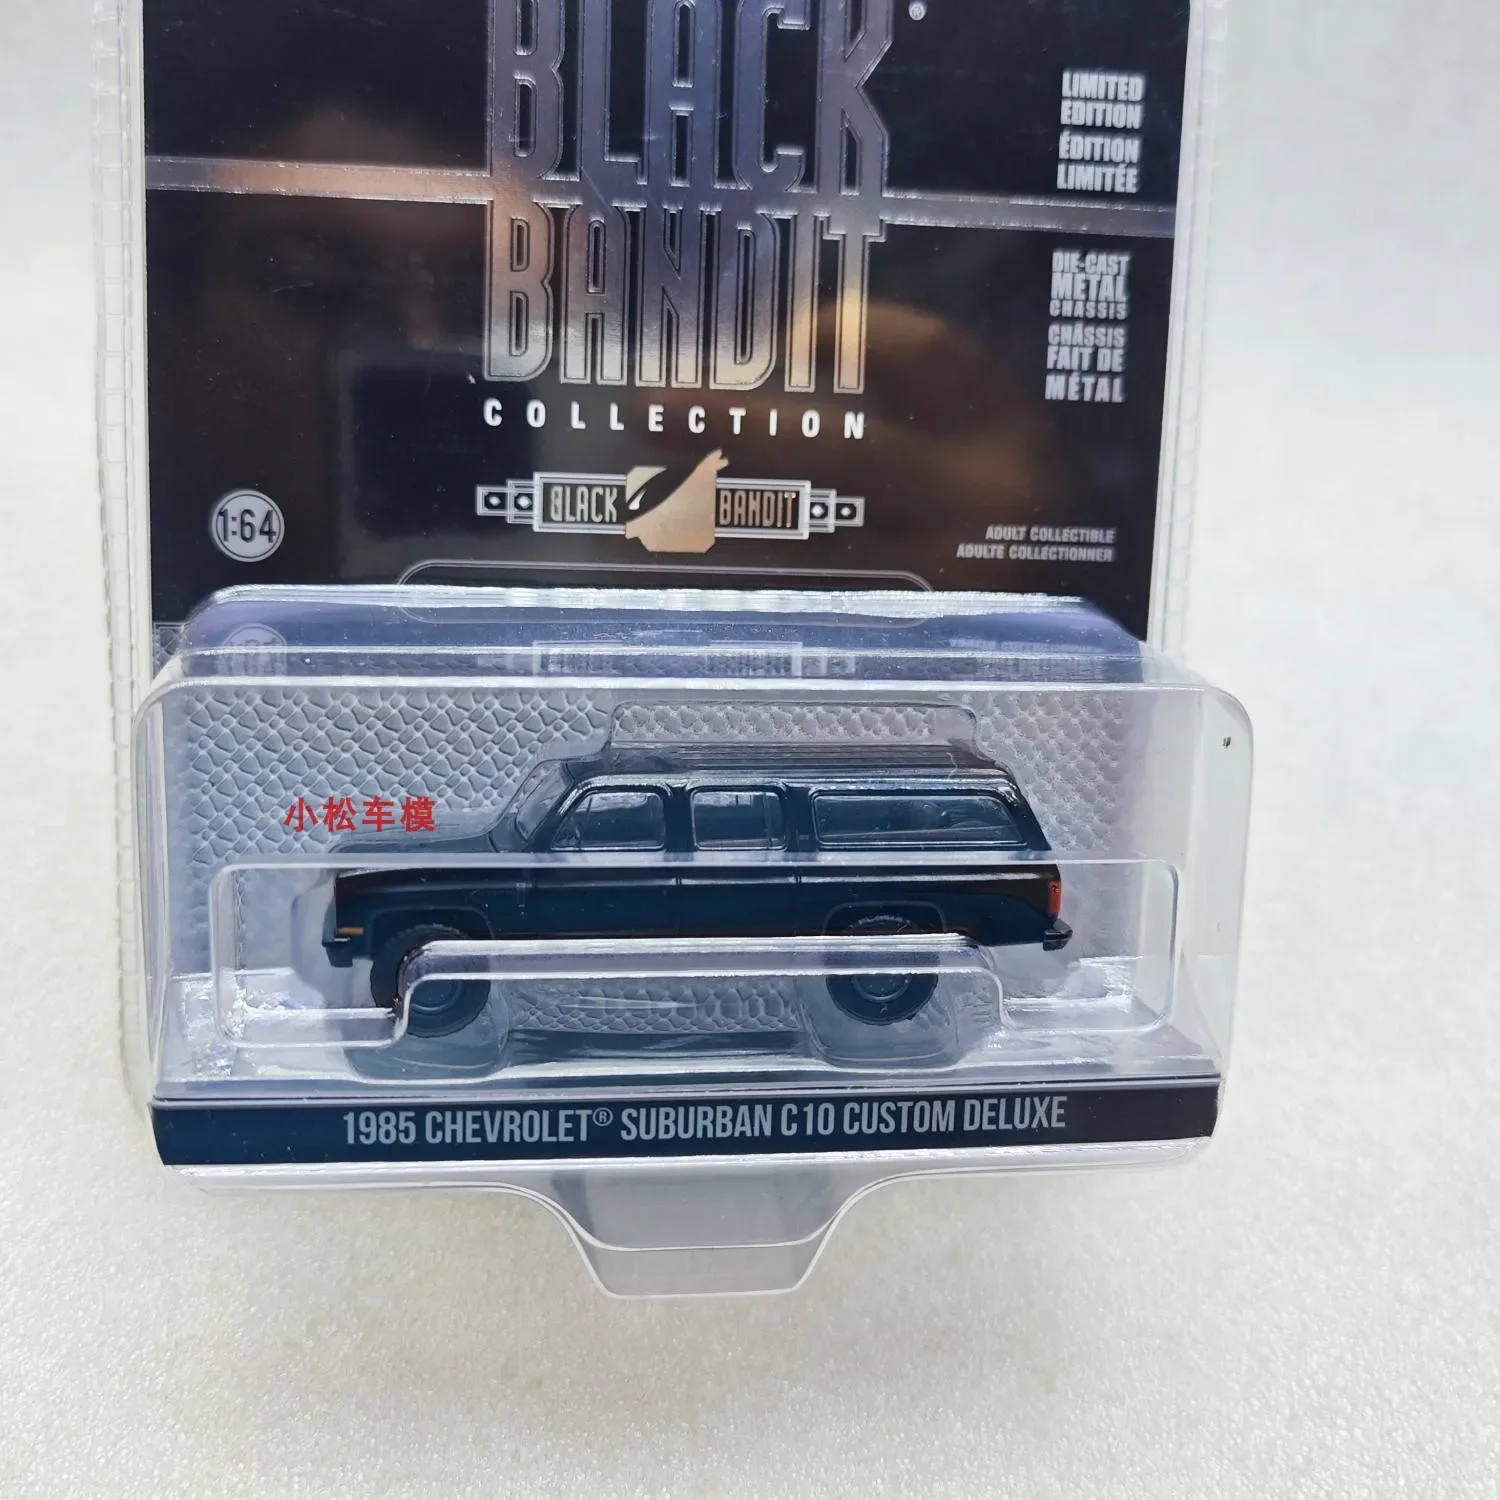 BLACK®
BANDIT
COLLECTION
LIMITED
EDITION
ÉDITION
LIMITÉE
DIE-CAST
METAL
CHASSIS
CHÂSSIS
FAIT DE
MÉTAL
BLACK BANDIT
1:64
ADULT COLLECTIBLE
ADULTE COLLECTIONNER
小松车模
1985 CHEVROLET® SUBURBAN C10 CUSTOM DELUXE